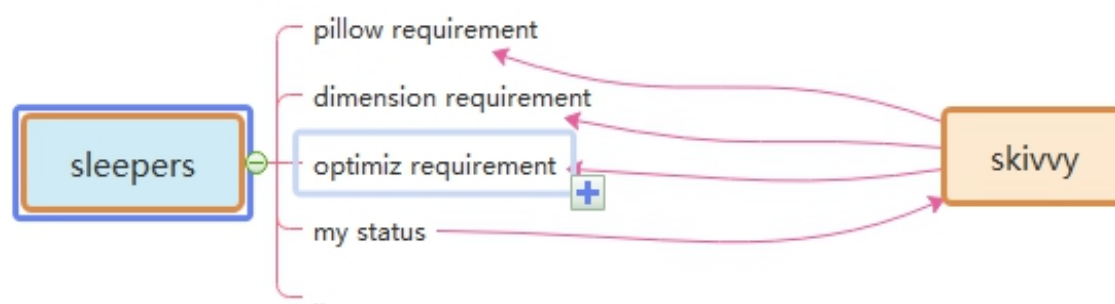 pillow requirement
dimension requirement
sleepers
optimiz requirement
skivvy
my status